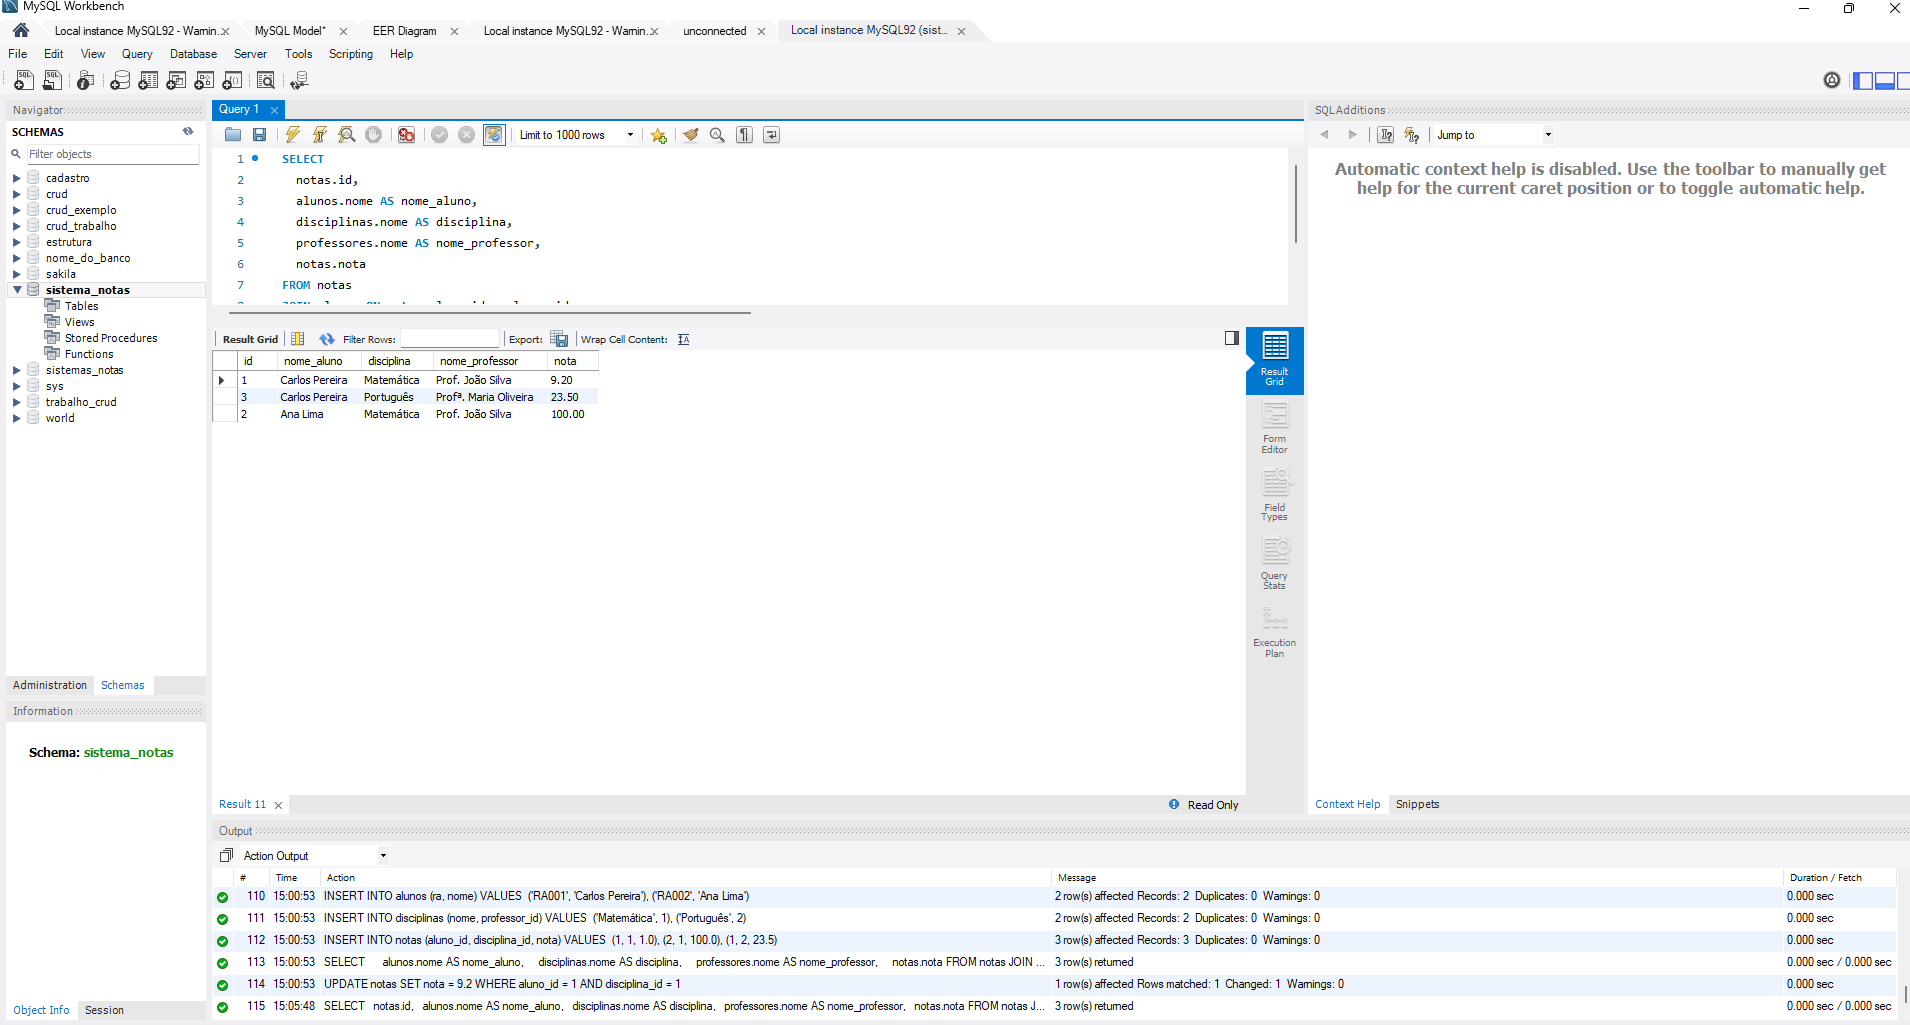 MySQL Workbench
Local instance MySQL92 - Warnin...
MySQL Model*
EER Diagram
Local instance MySQL92 - Warnin...
unconnected
Local instance MySQL92 (sist...
File Edit View Query Database Server Tools Scripting Help
Navigator
SCHEMAS
Filter objects
cadastro
crud
crud_exemplo
crud_trabalho
estrutura
nome_do_banco
sakila
sistema_notas
Tables
Views
Stored Procedures
Functions
sistemas_notas
sys
trabalho_crud
world
Administration Schemas
Information
Schema: sistema_notas
Object Info Session
Query 1
Limit to 1000 rows
1 SELECT
2 notas.id,
3 alunos.nome AS nome_aluno,
4 disciplinas.nome AS disciplina,
5 professores.nome AS nome_professor,
6 notas.nota
7 FROM notas
Result Grid Filter Rows: Export: Wrap Cell Content:
id nome_aluno disciplina nome_professor nota
1 Carlos Pereira Matemática Prof. João Silva 9.20
3 Carlos Pereira Português Profª. Maria Oliveira 23.50
2 Ana Lima Matemática Prof. João Silva 100.00
Result
Grid
Form
Editor
Field
Types
Query
Stats
Execution
Plan
Result 11
Read Only
SQLAdditions
Jump to
Automatic context help is disabled. Use the toolbar to manually get
help for the current caret position or to toggle automatic help.
Context Help Snippets
Output
Action Output
# Time Action Message Duration / Fetch
110 15:00:53 INSERT INTO alunos (ra, nome) VALUES ('RA001', 'Carlos Pereira'), ('RA002', 'Ana Lima') 2 row(s) affected Records: 2 Duplicates: 0 Warnings: 0 0.000 sec
111 15:00:53 INSERT INTO disciplinas (nome, professor_id) VALUES ('Matemática', 1), ('Português', 2) 2 row(s) affected Records: 2 Duplicates: 0 Warnings: 0 0.000 sec
112 15:00:53 INSERT INTO notas (aluno_id, disciplina_id, nota) VALUES (1, 1, 1.0), (2, 1, 100.0), (1, 2, 23.5) 3 row(s) affected Records: 3 Duplicates: 0 Warnings: 0 0.000 sec
113 15:00:53 SELECT alunos.nome AS nome_aluno, disciplinas.nome AS disciplina, professores.nome AS nome_professor, notas.nota FROM notas JOIN ... 3 row(s) returned 0.000 sec / 0.000 sec
114 15:00:53 UPDATE notas SET nota = 9.2 WHERE aluno_id = 1 AND disciplina_id = 1 1 row(s) affected Rows matched: 1 Changed: 1 Warnings: 0 0.000 sec
115 15:05:48 SELECT notas.id, alunos.nome AS nome_aluno, disciplinas.nome AS disciplina, professores.nome AS nome_professor, notas.nota FROM notas J... 3 row(s) returned 0.000 sec / 0.000 sec